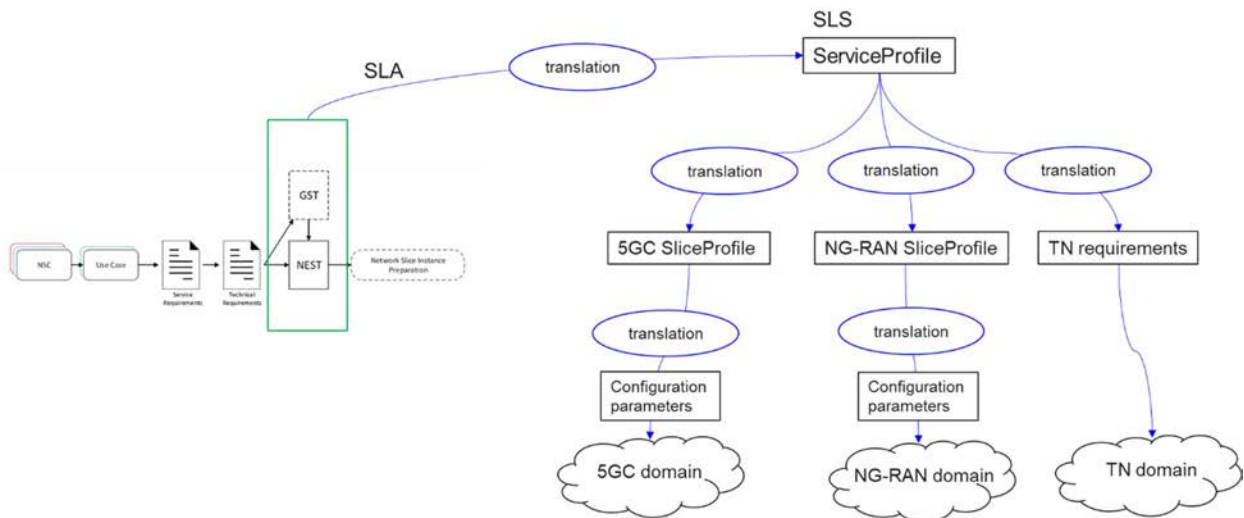 SLS
ServiceProfile
translation
SLA
translation
translation
translation
GST
NSC
Use Case
Service
Requirements
Technical
Requirements
NEST
Network Slice Instance
Preparation
5GC SliceProfile
NG-RAN SliceProfile
TN requirements
translation
translation
Configuration
parameters
Configuration
parameters
5GC domain
NG-RAN domain
TN domain